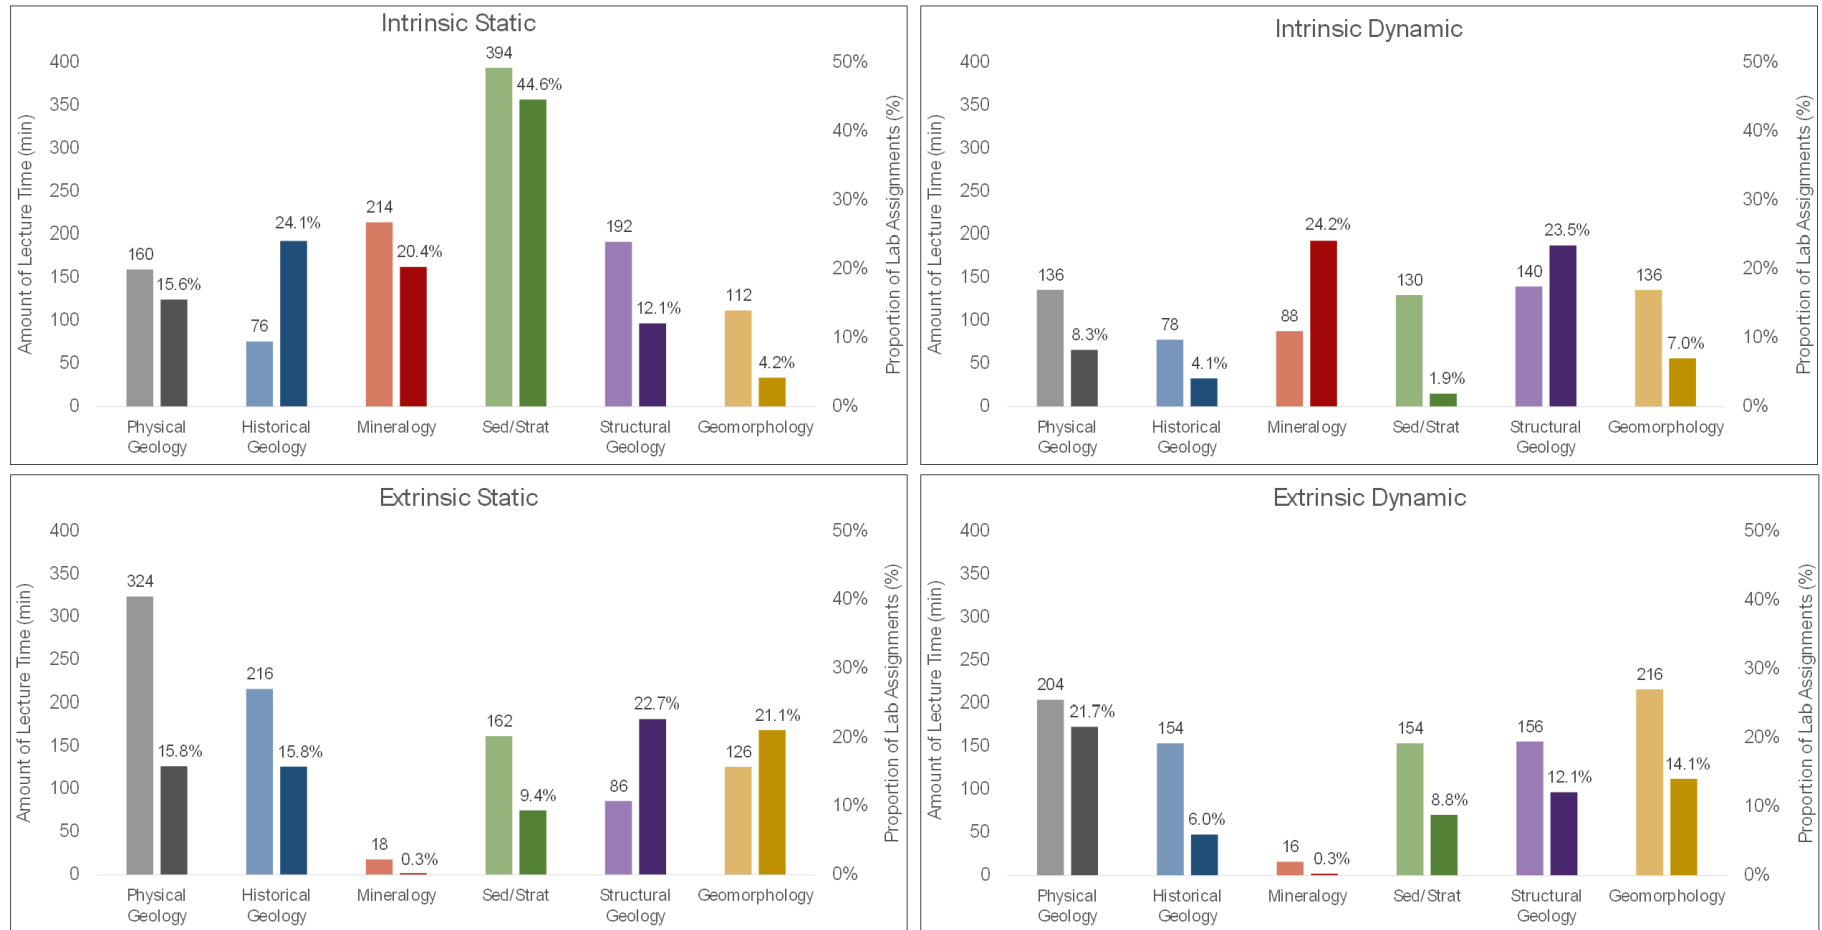 Intrinsic Static
Amount of Lecture Time (min)
400
350
300
250
200
150
100
50
0
160
15.6%
76
24.1%
214
20.4%
394
44.6%
192
12.1%
112
4.2%
50%
40%
30%
20%
10%
0%
Proportion of Lab Assignments (%)
Physical
Geology
Historical
Geology
Mineralogy
Sed/Strat
Structural
Geology
Geomorphology
Intrinsic Dynamic
Amount of Lecture Time (min)
400
350
300
250
200
150
100
50
0
136
8.3%
78
4.1%
88
24.2%
130
1.9%
140
23.5%
136
7.0%
50%
40%
30%
20%
10%
0%
Proportion of Lab Assignments (%)
Physical
Geology
Historical
Geology
Mineralogy
Sed/Strat
Structural
Geology
Geomorphology
Extrinsic Static
Amount of Lecture Time (min)
400
350
300
250
200
150
100
50
0
324
15.8%
216
15.8%
18
0.3%
162
9.4%
86
22.7%
126
21.1%
50%
40%
30%
20%
10%
0%
Proportion of Lab Assignments (%)
Physical
Geology
Historical
Geology
Mineralogy
Sed/Strat
Structural
Geology
Geomorphology
Extrinsic Dynamic
Amount of Lecture Time (min)
400
350
300
250
200
150
100
50
0
204
21.7%
154
6.0%
16
0.3%
154
8.8%
156
12.1%
216
14.1%
50%
40%
30%
20%
10%
0%
Proportion of Lab Assignments (%)
Physical
Geology
Historical
Geology
Mineralogy
Sed/Strat
Structural
Geology
Geomorphology